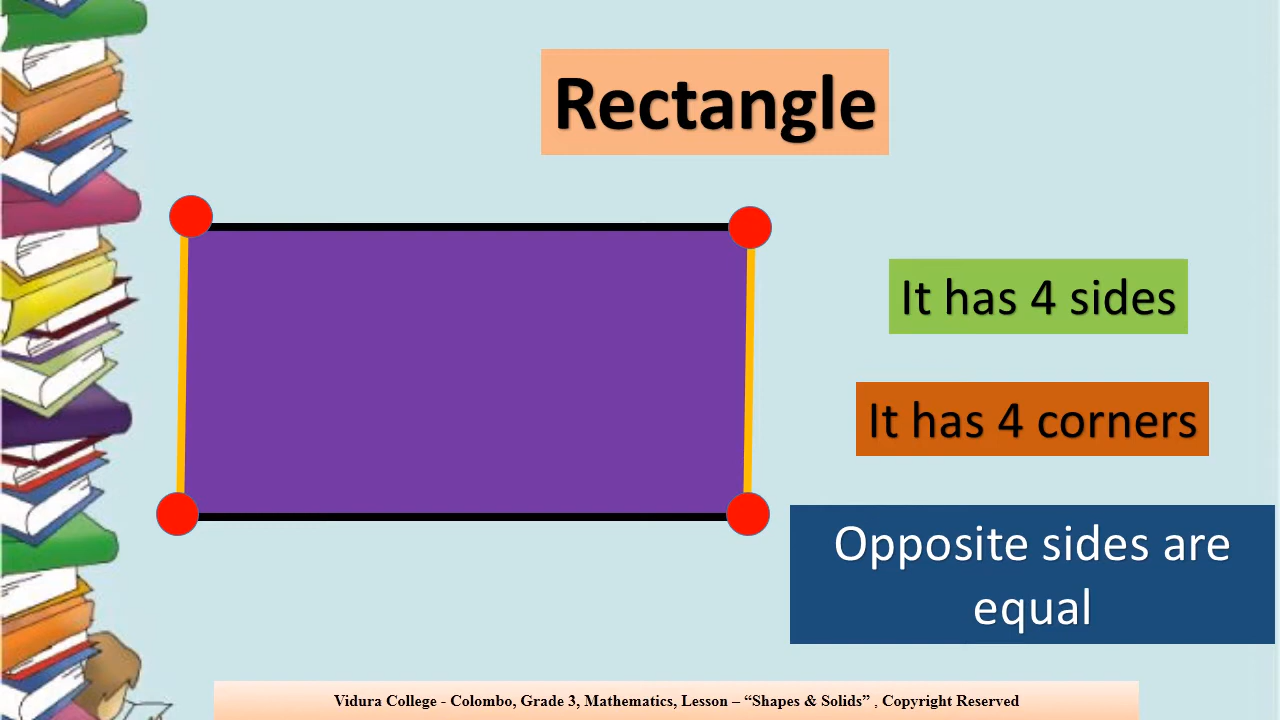 Rectangle
It has 4 sides
It has 4 corners
Opposite sides are
equal
Vidura College - Colombo, Grade 3, Mathematics, Lesson – “Shapes & Solids” , Copyright Reserved